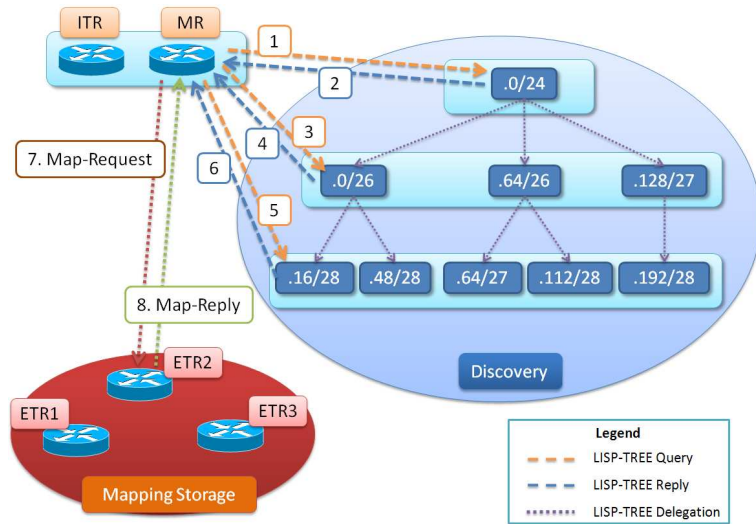 ITR
MR
1
2
.0/24
3
4
7. Map-Request
6
.0/26
.64/26
.128/27
5
.16/28
.48/28
.64/27
.112/28
.192/28
8. Map-Reply
ETR2
Discovery
ETR1
ETR3
Legend
LISP-TREE Query
LISP-TREE Reply
Mapping Storage
LISP-TREE Delegation